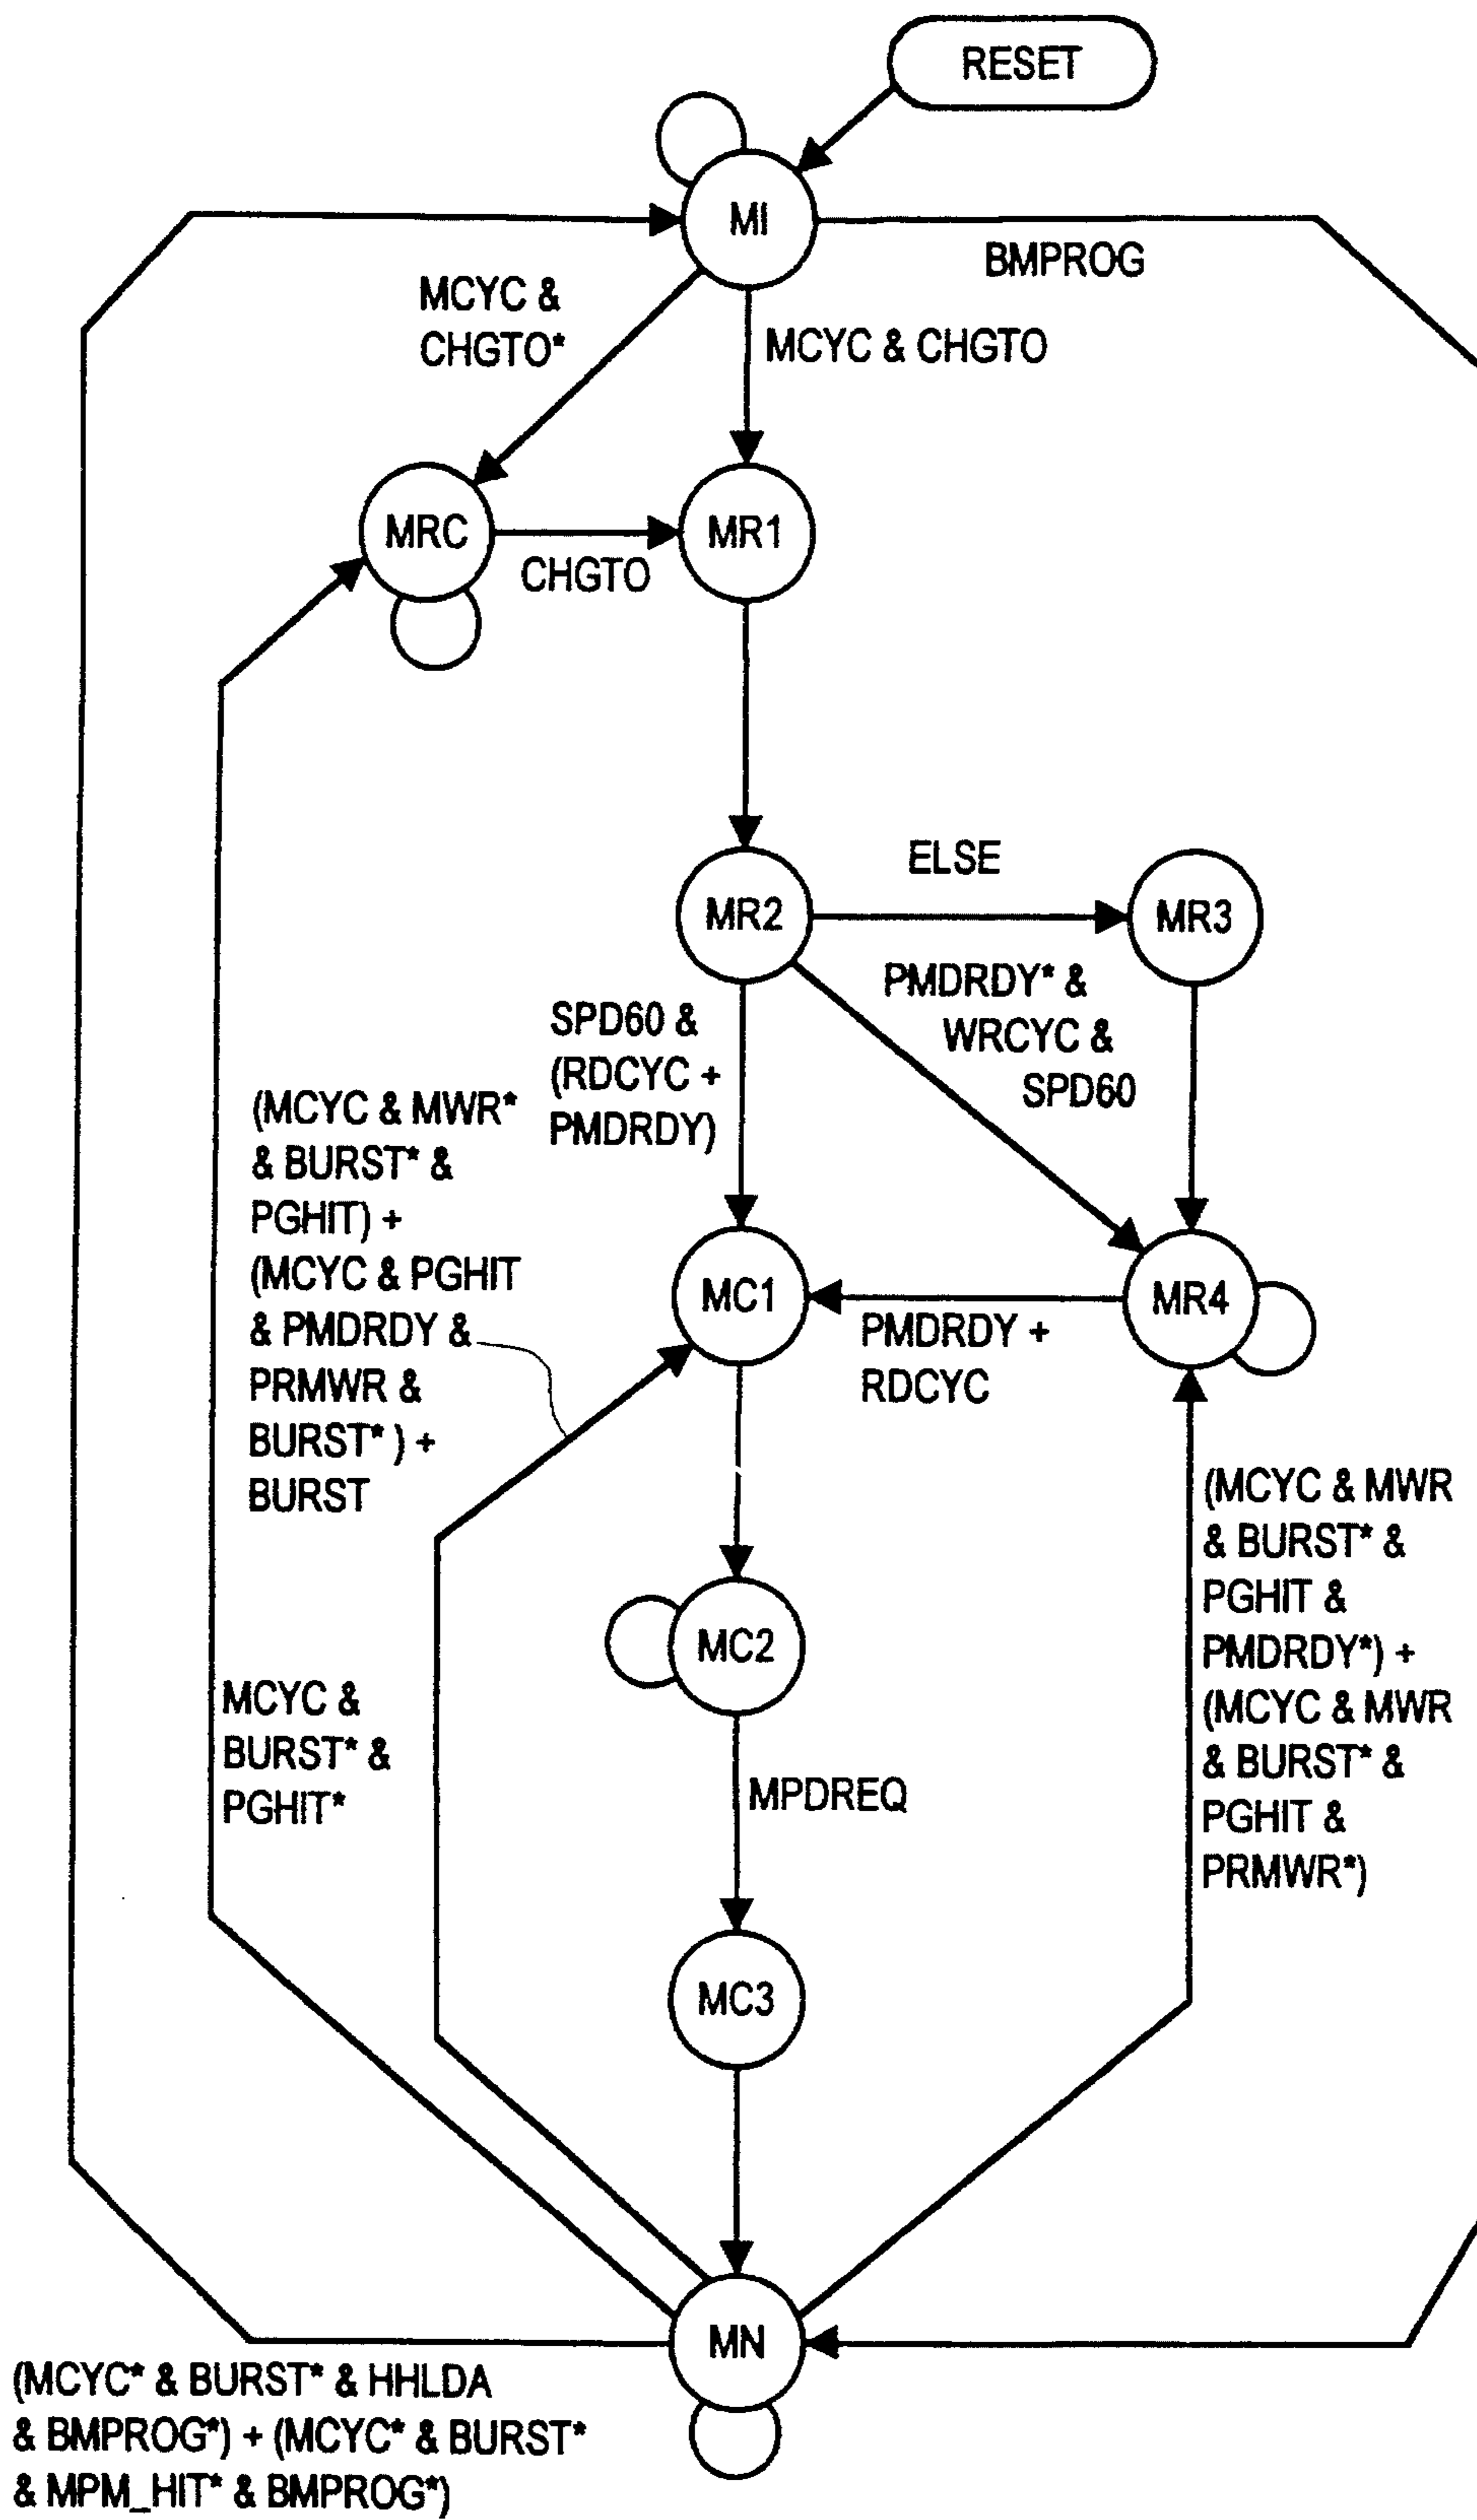 RESET
MI
BMPROG
MCYC &
CHGTO*
MCYC & CHGTO
MRC
MR1
CHGTO
ELSE
MR2
MR3
PMDRDY* &
WRCYC &
SPD60
SPD60 &
(RDCYC +
PMDRDY)
(MCYC & MWR*
& BURST* &
PGHIT) +
(MCYC & PGHIT
& PMDRDY &
PRMWR &
BURST* ) +
BURST
MC1
MR4
PMDRDY +
RDCYC
(MCYC & MWR
& BURST* &
PGHIT &
PMDRDY*) +
(MCYC & MWR
& BURST* &
PGHIT &
PRMWR*)
MC2
MCYC &
BURST* &
PGHIT*
MPDREQ
MC3
MN
(MCYC* & BURST* & HHLDA
& BMPROG*) + (MCYC* & BURST*
& MPM_HIT* & BMPROG*)